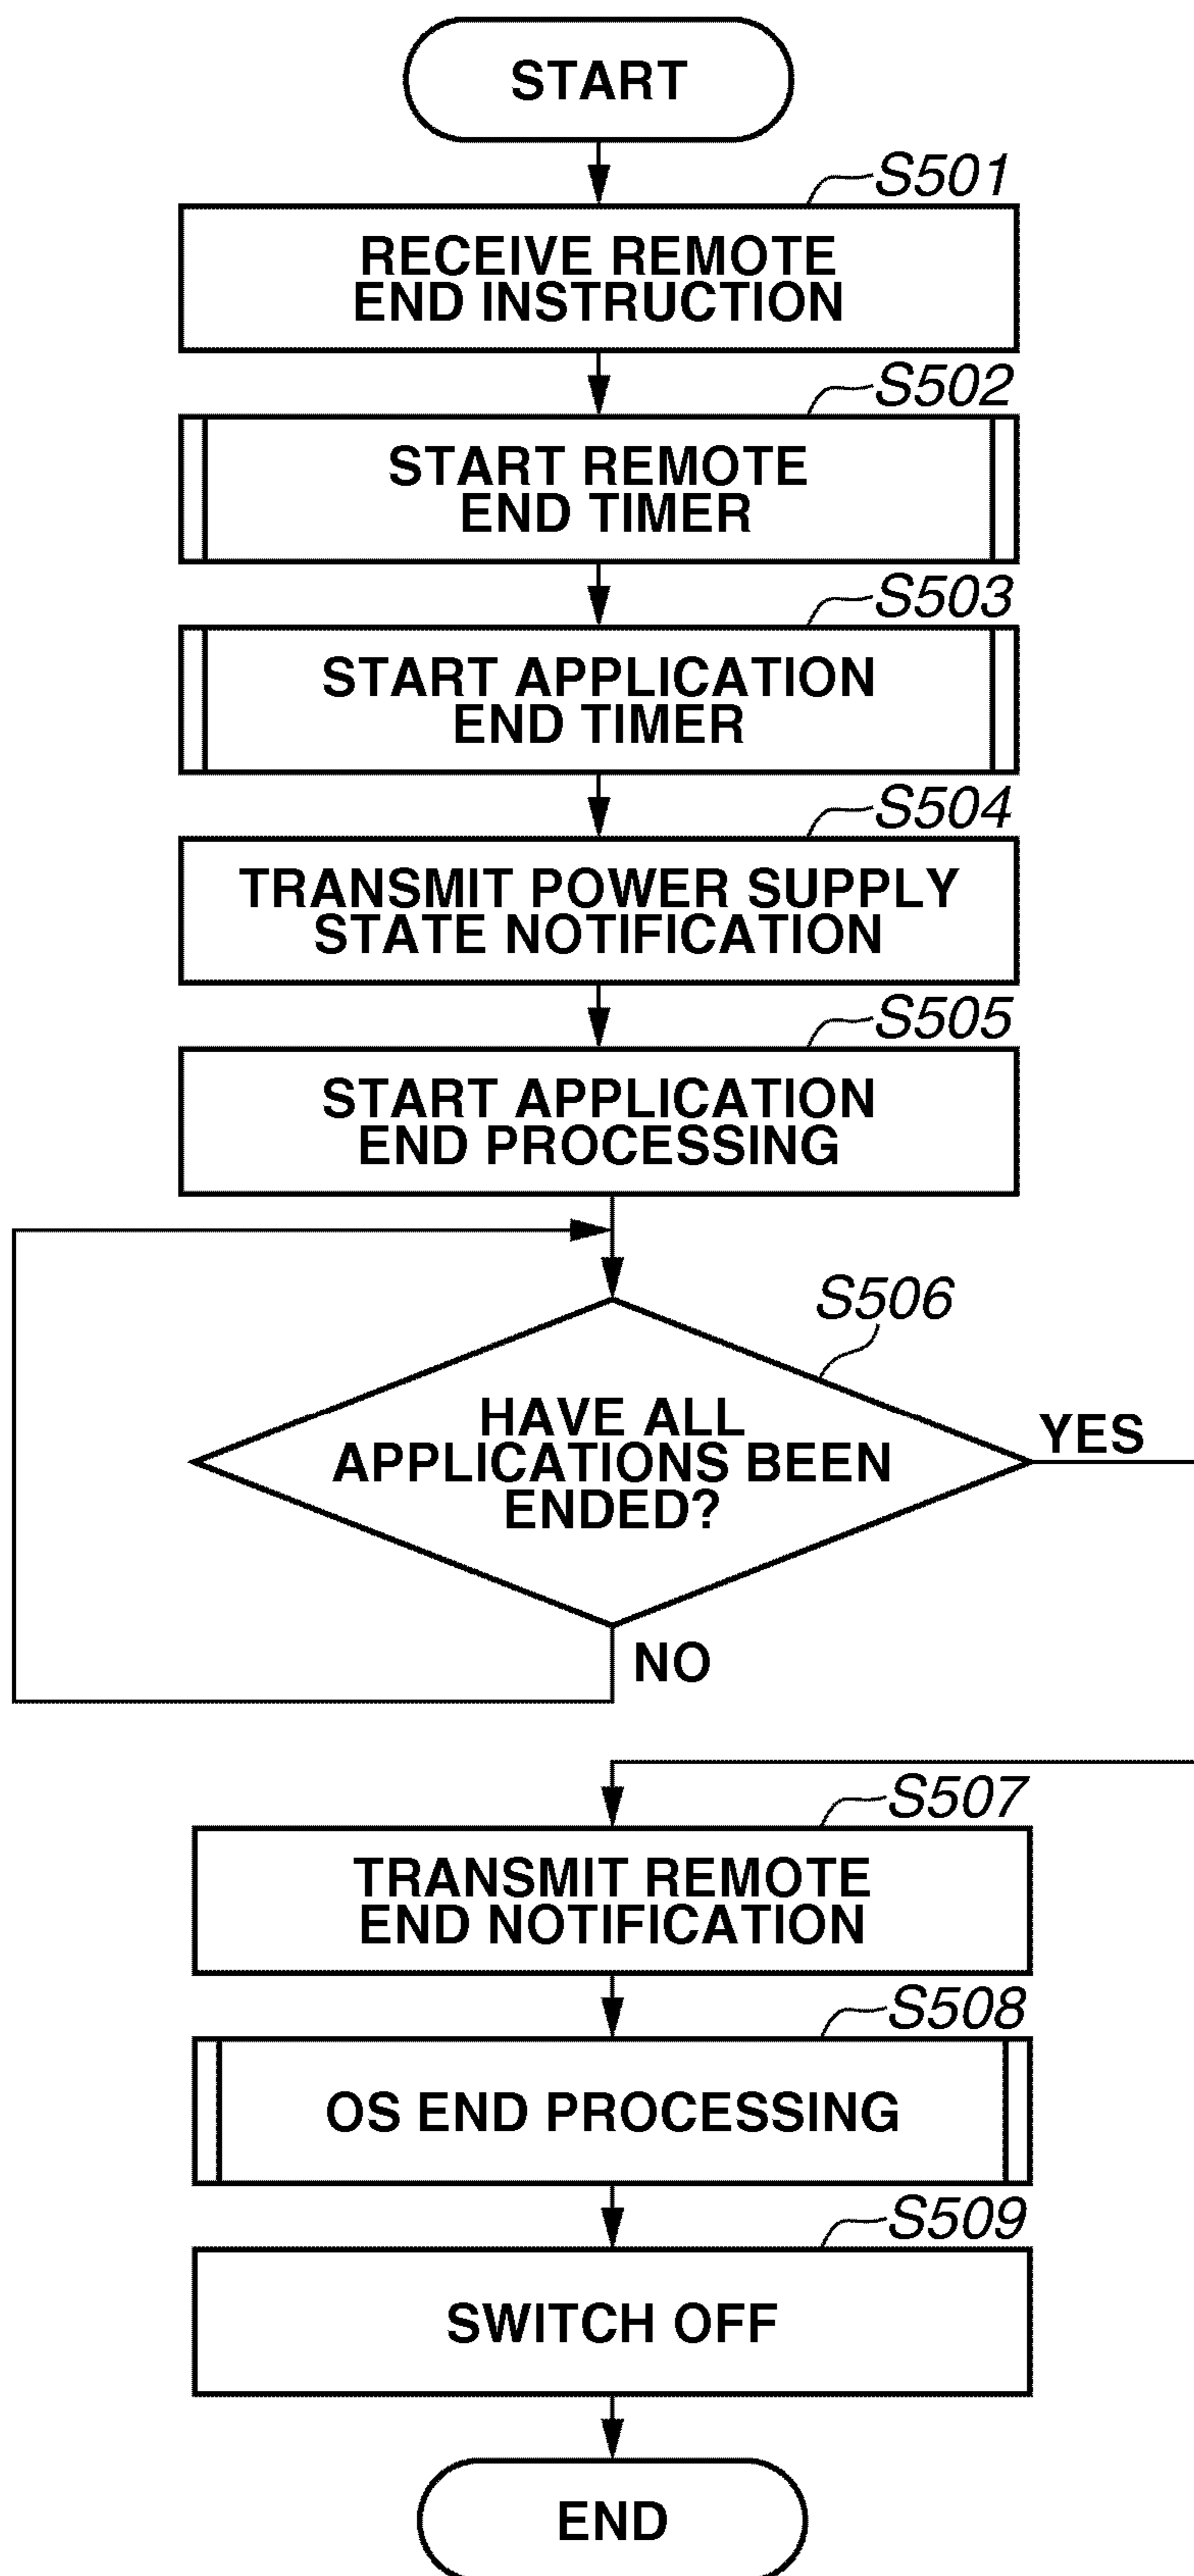 START
S501
RECEIVE REMOTE
END INSTRUCTION
S502
START REMOTE
END TIMER
S503
START APPLICATION
END TIMER
S504
TRANSMIT POWER SUPPLY
STATE NOTIFICATION
S505
START APPLICATION
END PROCESSING
S506
HAVE ALL
APPLICATIONS BEEN
ENDED?
YES
NO
S507
TRANSMIT REMOTE
END NOTIFICATION
S508
OS END PROCESSING
S509
SWITCH OFF
END